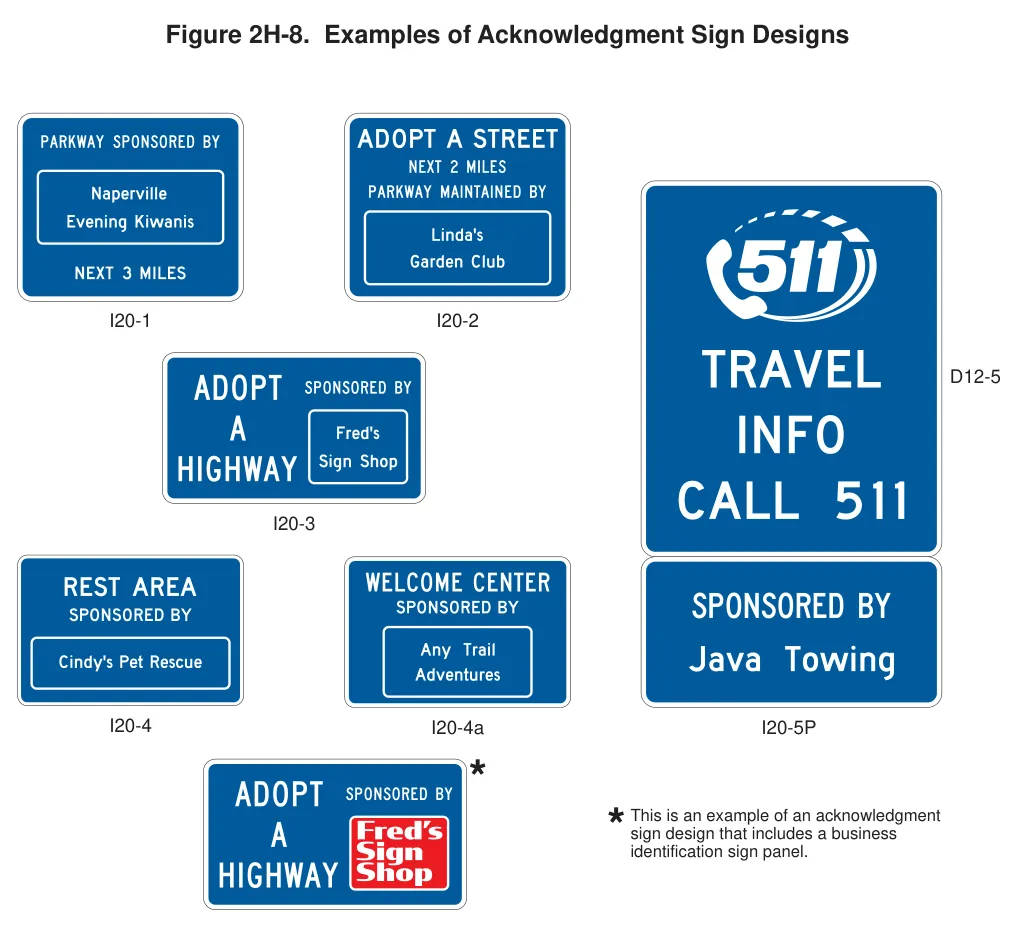 Figure 2H-8.  Examples of Acknowledgment Sign Designs
PARKWAY SPONSORED BY
Naperville
Evening Kiwanis
NEXT 3 MILES
I20-1
ADOPT A STREET
NEXT 2 MILES
PARKWAY MAINTAINED BY
Linda's
Garden Club
I20-2
511
TRAVEL
INFO
CALL 511
D12-5
SPONSORED BY
Java Towing
I20-5P
ADOPT
A
HIGHWAY
SPONSORED BY
Fred's
Sign Shop
I20-3
REST AREA
SPONSORED BY
Cindy's Pet Rescue
I20-4
WELCOME CENTER
SPONSORED BY
Any Trail
Adventures
I20-4a
ADOPT
A
HIGHWAY
SPONSORED BY
Fred's
Sign
Shop
*
* This is an example of an acknowledgment
sign design that includes a business
identification sign panel.